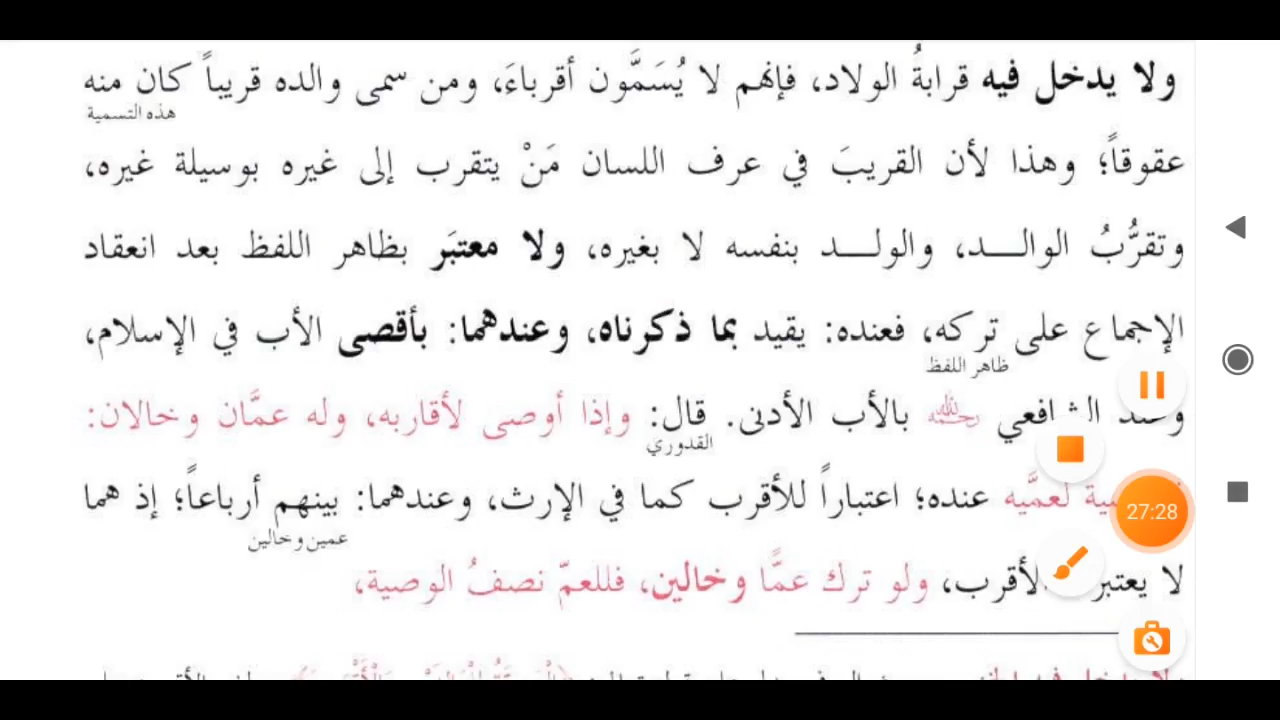 ولا يدخل فيه قرابةُ الولاد، فإنهم لا يُسَمَّون أقرباءَ، ومن سمى والده قريباً كان منه
هذه التسمية
عقوقاً؛ وهذا لأن القريبَ في عرف اللسان مَنْ يتقرب إلى غيره بوسيلة غيره،
وتقرُّبُ الوالـــد، والولـــد بنفسه لا بغيره، ولا معتبَر بظاهر اللفظ بعد انعقاد
الإجماع على تركه، فعنده: يقيد بما ذكرناه، وعندهما: بأقصى الأب في الإسلام،
ظاهر اللفظ
وعند الشافعي رحمه الله بالأب الأدنى. قال: وإذا أوصى لأقاربه، وله عمَّان وخالان:
القدوري
لعمَّيه عنده؛ اعتباراً للأقرب كما في الإرث، وعندهما: بينهم أرباعاً؛ إذ هما
27:28
عمين وخالين
لا يعتبر الأقرب، ولو ترك عمًّا وخالين، فللعمّ نصفُ الوصية،